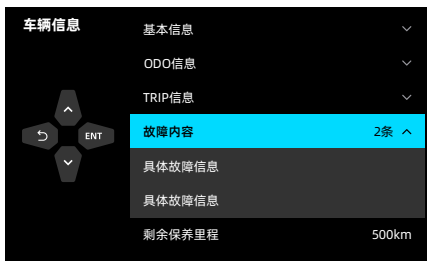 车辆信息
基本信息
ODO信息
TRIP信息
ENT
故障内容 2条
具体故障信息
具体故障信息
剩余保养里程 500km